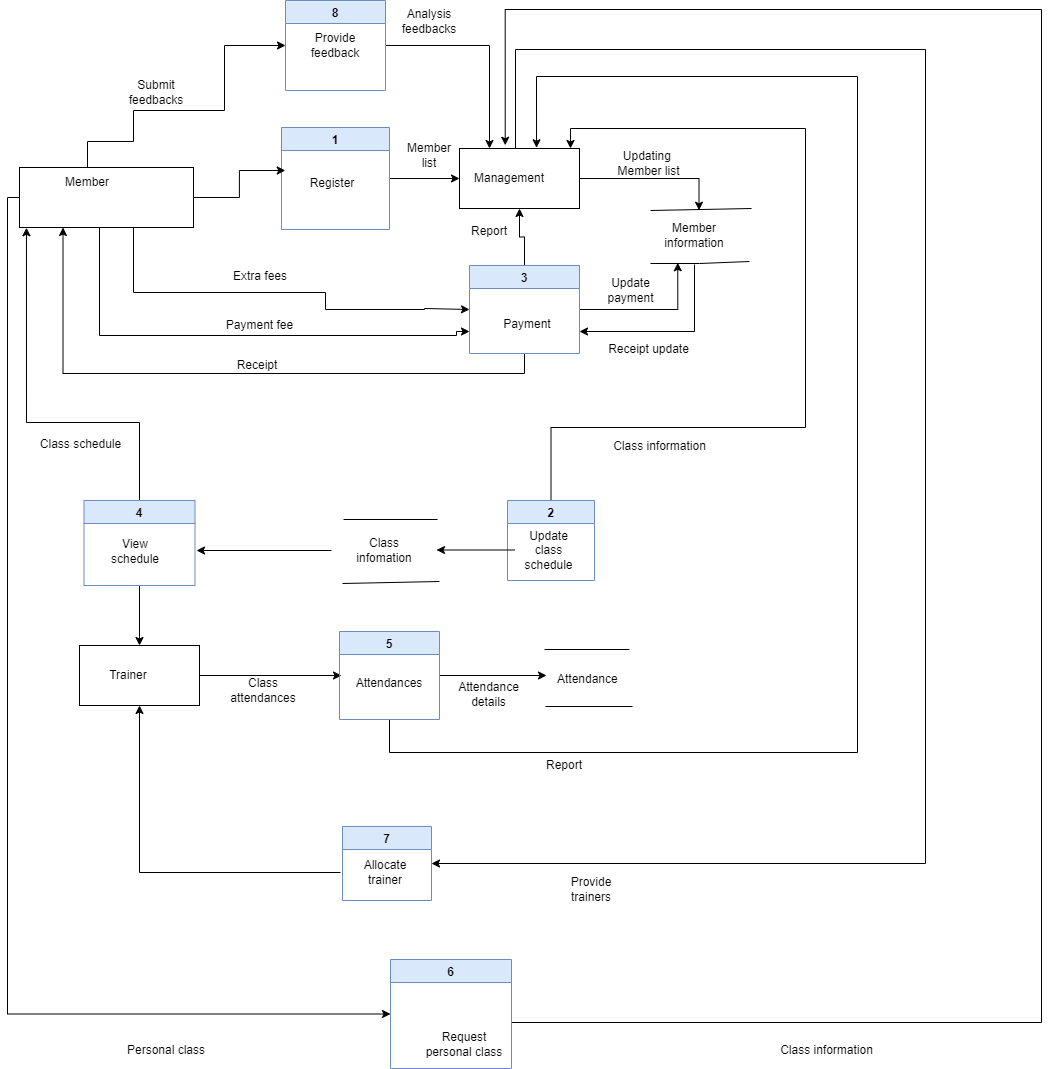 8
Provide
feedback
Analysis
feedbacks
Submit
feedbacks
1
Register
Member
list
Member
Management
Updating
Member list
Member
information
Report
3
Payment
Update
payment
Receipt update
Extra fees
Payment fee
Receipt
Class schedule
Class information
4
View
schedule
Class
infomation
2
Update
class
schedule
Trainer
Class
attendances
5
Attendances
Attendance
details
Attendance
Report
7
Allocate
trainer
Provide
trainers
6
Request
personal class
Personal class
Class information